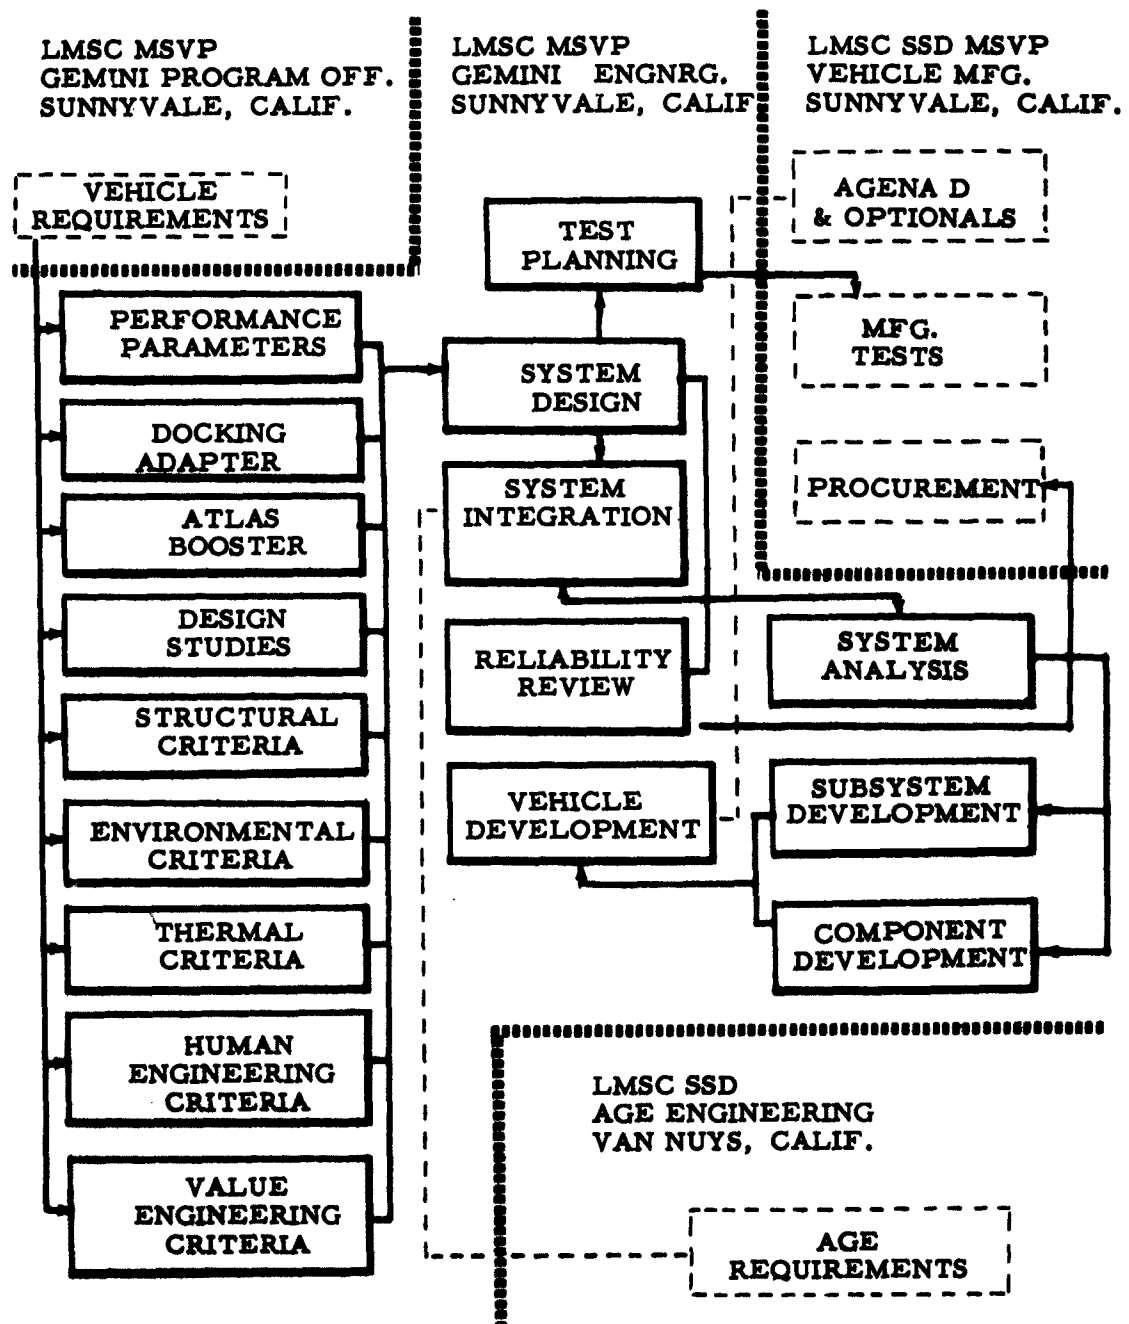 LMSC MSVP
GEMINI PROGRAM OFF.
SUNNYVALE, CALIF.
LMSC MSVP
GEMINI ENGNRG.
SUNNYVALE, CALIF
LMSC SSD MSVP
VEHICLE MFG.
SUNNYVALE, CALIF.
VEHICLE
REQUIREMENTS
PERFORMANCE
PARAMETERS
DOCKING
ADAPTER
ATLAS
BOOSTER
DESIGN
STUDIES
STRUCTURAL
CRITERIA
ENVIRONMENTAL
CRITERIA
THERMAL
CRITERIA
HUMAN
ENGINEERING
CRITERIA
VALUE
ENGINEERING
CRITERIA
TEST
PLANNING
SYSTEM
DESIGN
SYSTEM
INTEGRATION
RELIABILITY
REVIEW
VEHICLE
DEVELOPMENT
AGENA D
& OPTIONALS
MFG.
TESTS
PROCUREMENT
SYSTEM
ANALYSIS
SUBSYSTEM
DEVELOPMENT
COMPONENT
DEVELOPMENT
LMSC SSD
AGE ENGINEERING
VAN NUYS, CALIF.
AGE
REQUIREMENTS